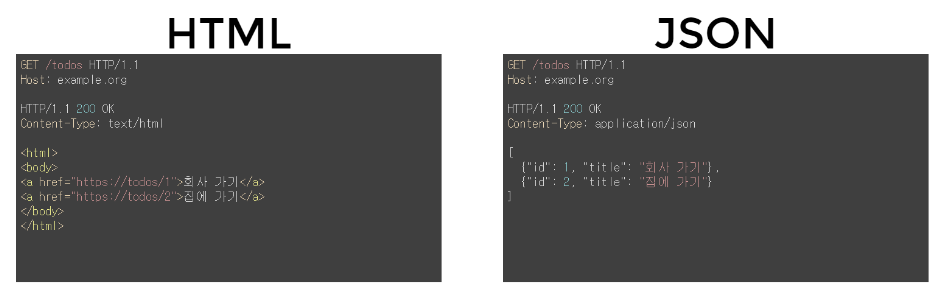 HTML
GET /todos HTTP/1.1
Host: example.org

HTTP/1.1 200 OK
Content-Type: text/html

<html>
<body>
<a href="https://todos/1">회사 가기</a>
<a href="https://todos/2">집에 가기</a>
</body>
</html>
JSON
GET /todos HTTP/1.1
Host: example.org

HTTP/1.1 200 OK
Content-Type: application/json

[
  {"id": 1, "title": "회사 가기"},
  {"id": 2, "title": "집에 가기"}
]